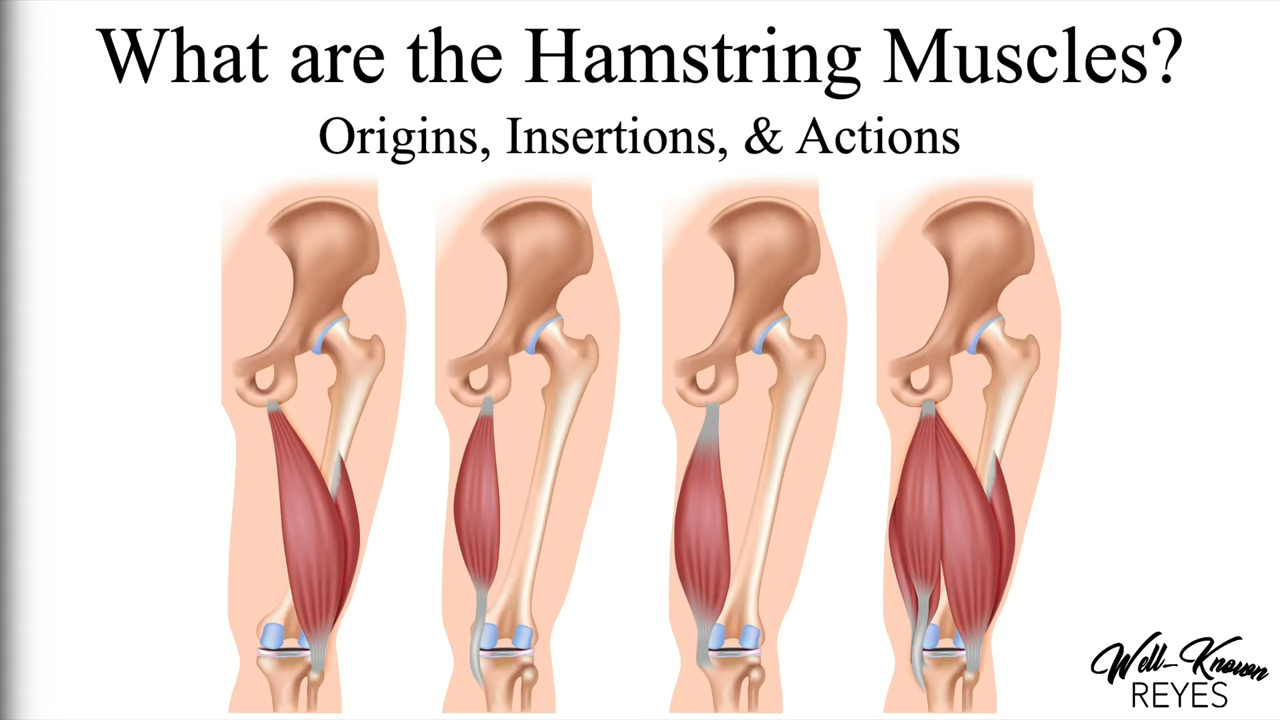 What are the Hamstring Muscles?
Origins, Insertions, & Actions
Well-Known
REYES